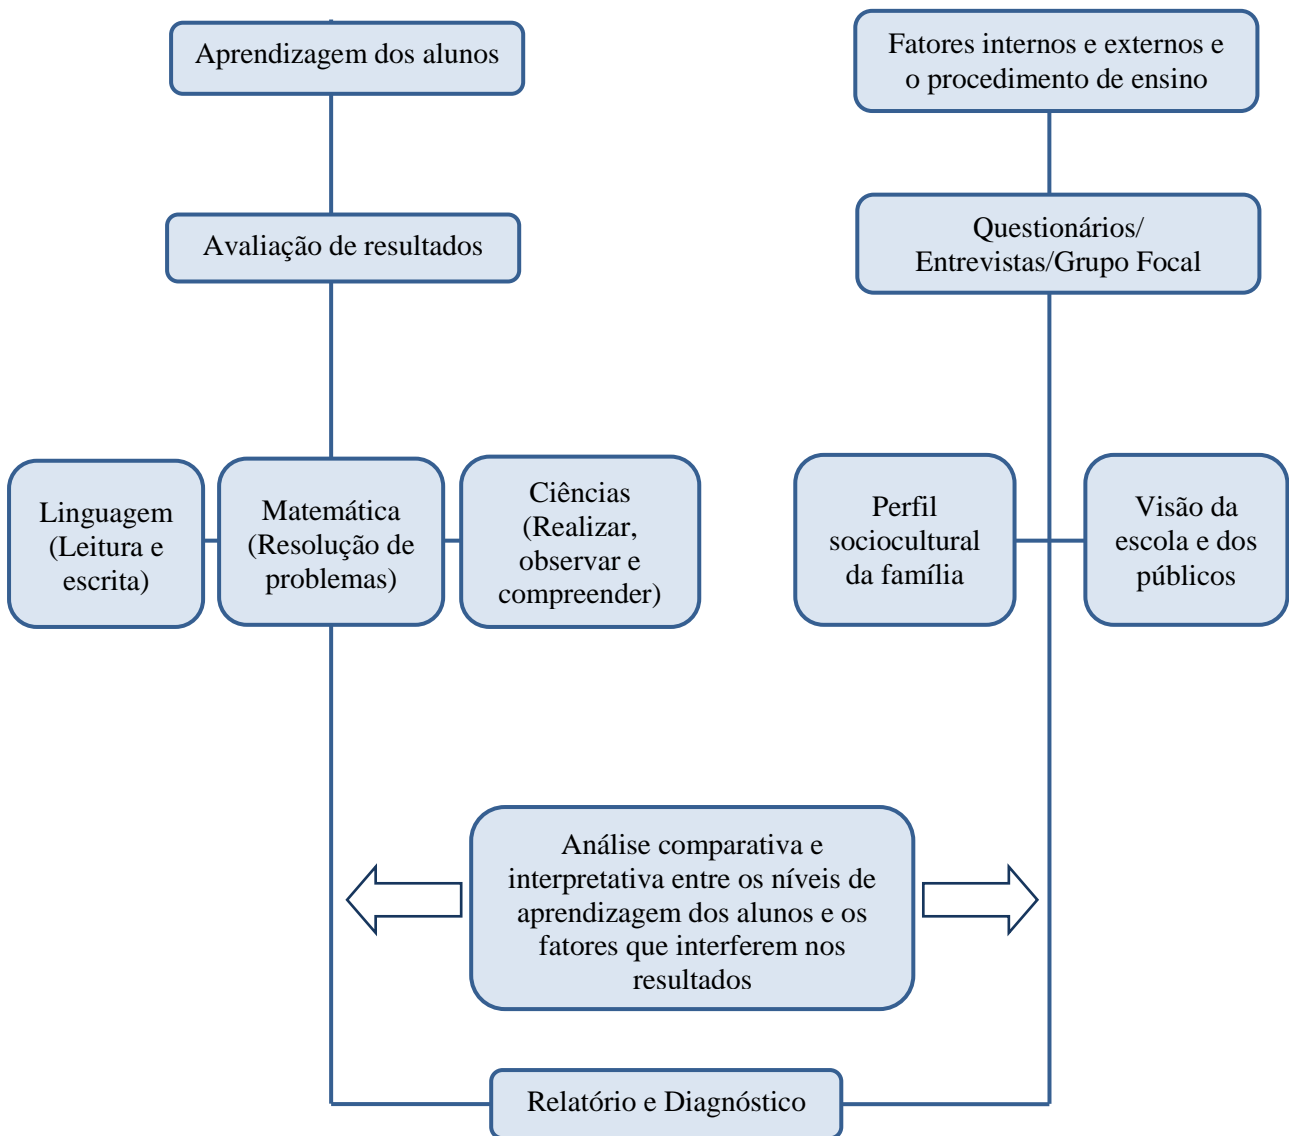 Aprendizagem dos alunos
Fatores internos e externos e
o procedimento de ensino
Avaliação de resultados
Questionários/
Entrevistas/Grupo Focal
Linguagem
(Leitura e
escrita)
Matemática
(Resolução de
problemas)
Ciências
(Realizar,
observar e
compreender)
Perfil
sociocultural
da família
Visão da
escola e dos
públicos
Análise comparativa e
interpretativa entre os níveis de
aprendizagem dos alunos e os
fatores que interferem nos
resultados
Relatório e Diagnóstico